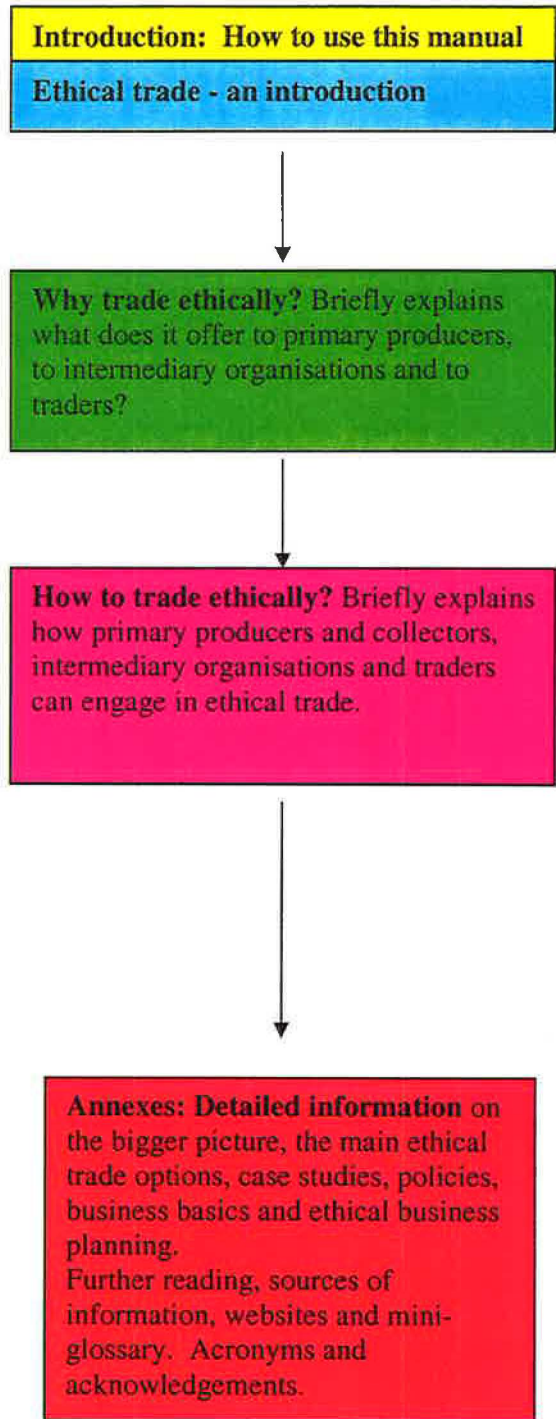 Introduction: How to use this manual
Ethical trade - an introduction
Why trade ethically? Briefly explains
what does it offer to primary producers,
to intermediary organisations and to
traders?
How to trade ethically? Briefly explains
how primary producers and collectors,
intermediary organisations and traders
can engage in ethical trade.
Annexes: Detailed information on
the bigger picture, the main ethical
trade options, case studies, policies,
business basics and ethical business
planning.
Further reading, sources of
information, websites and mini-
glossary. Acronyms and
acknowledgements.